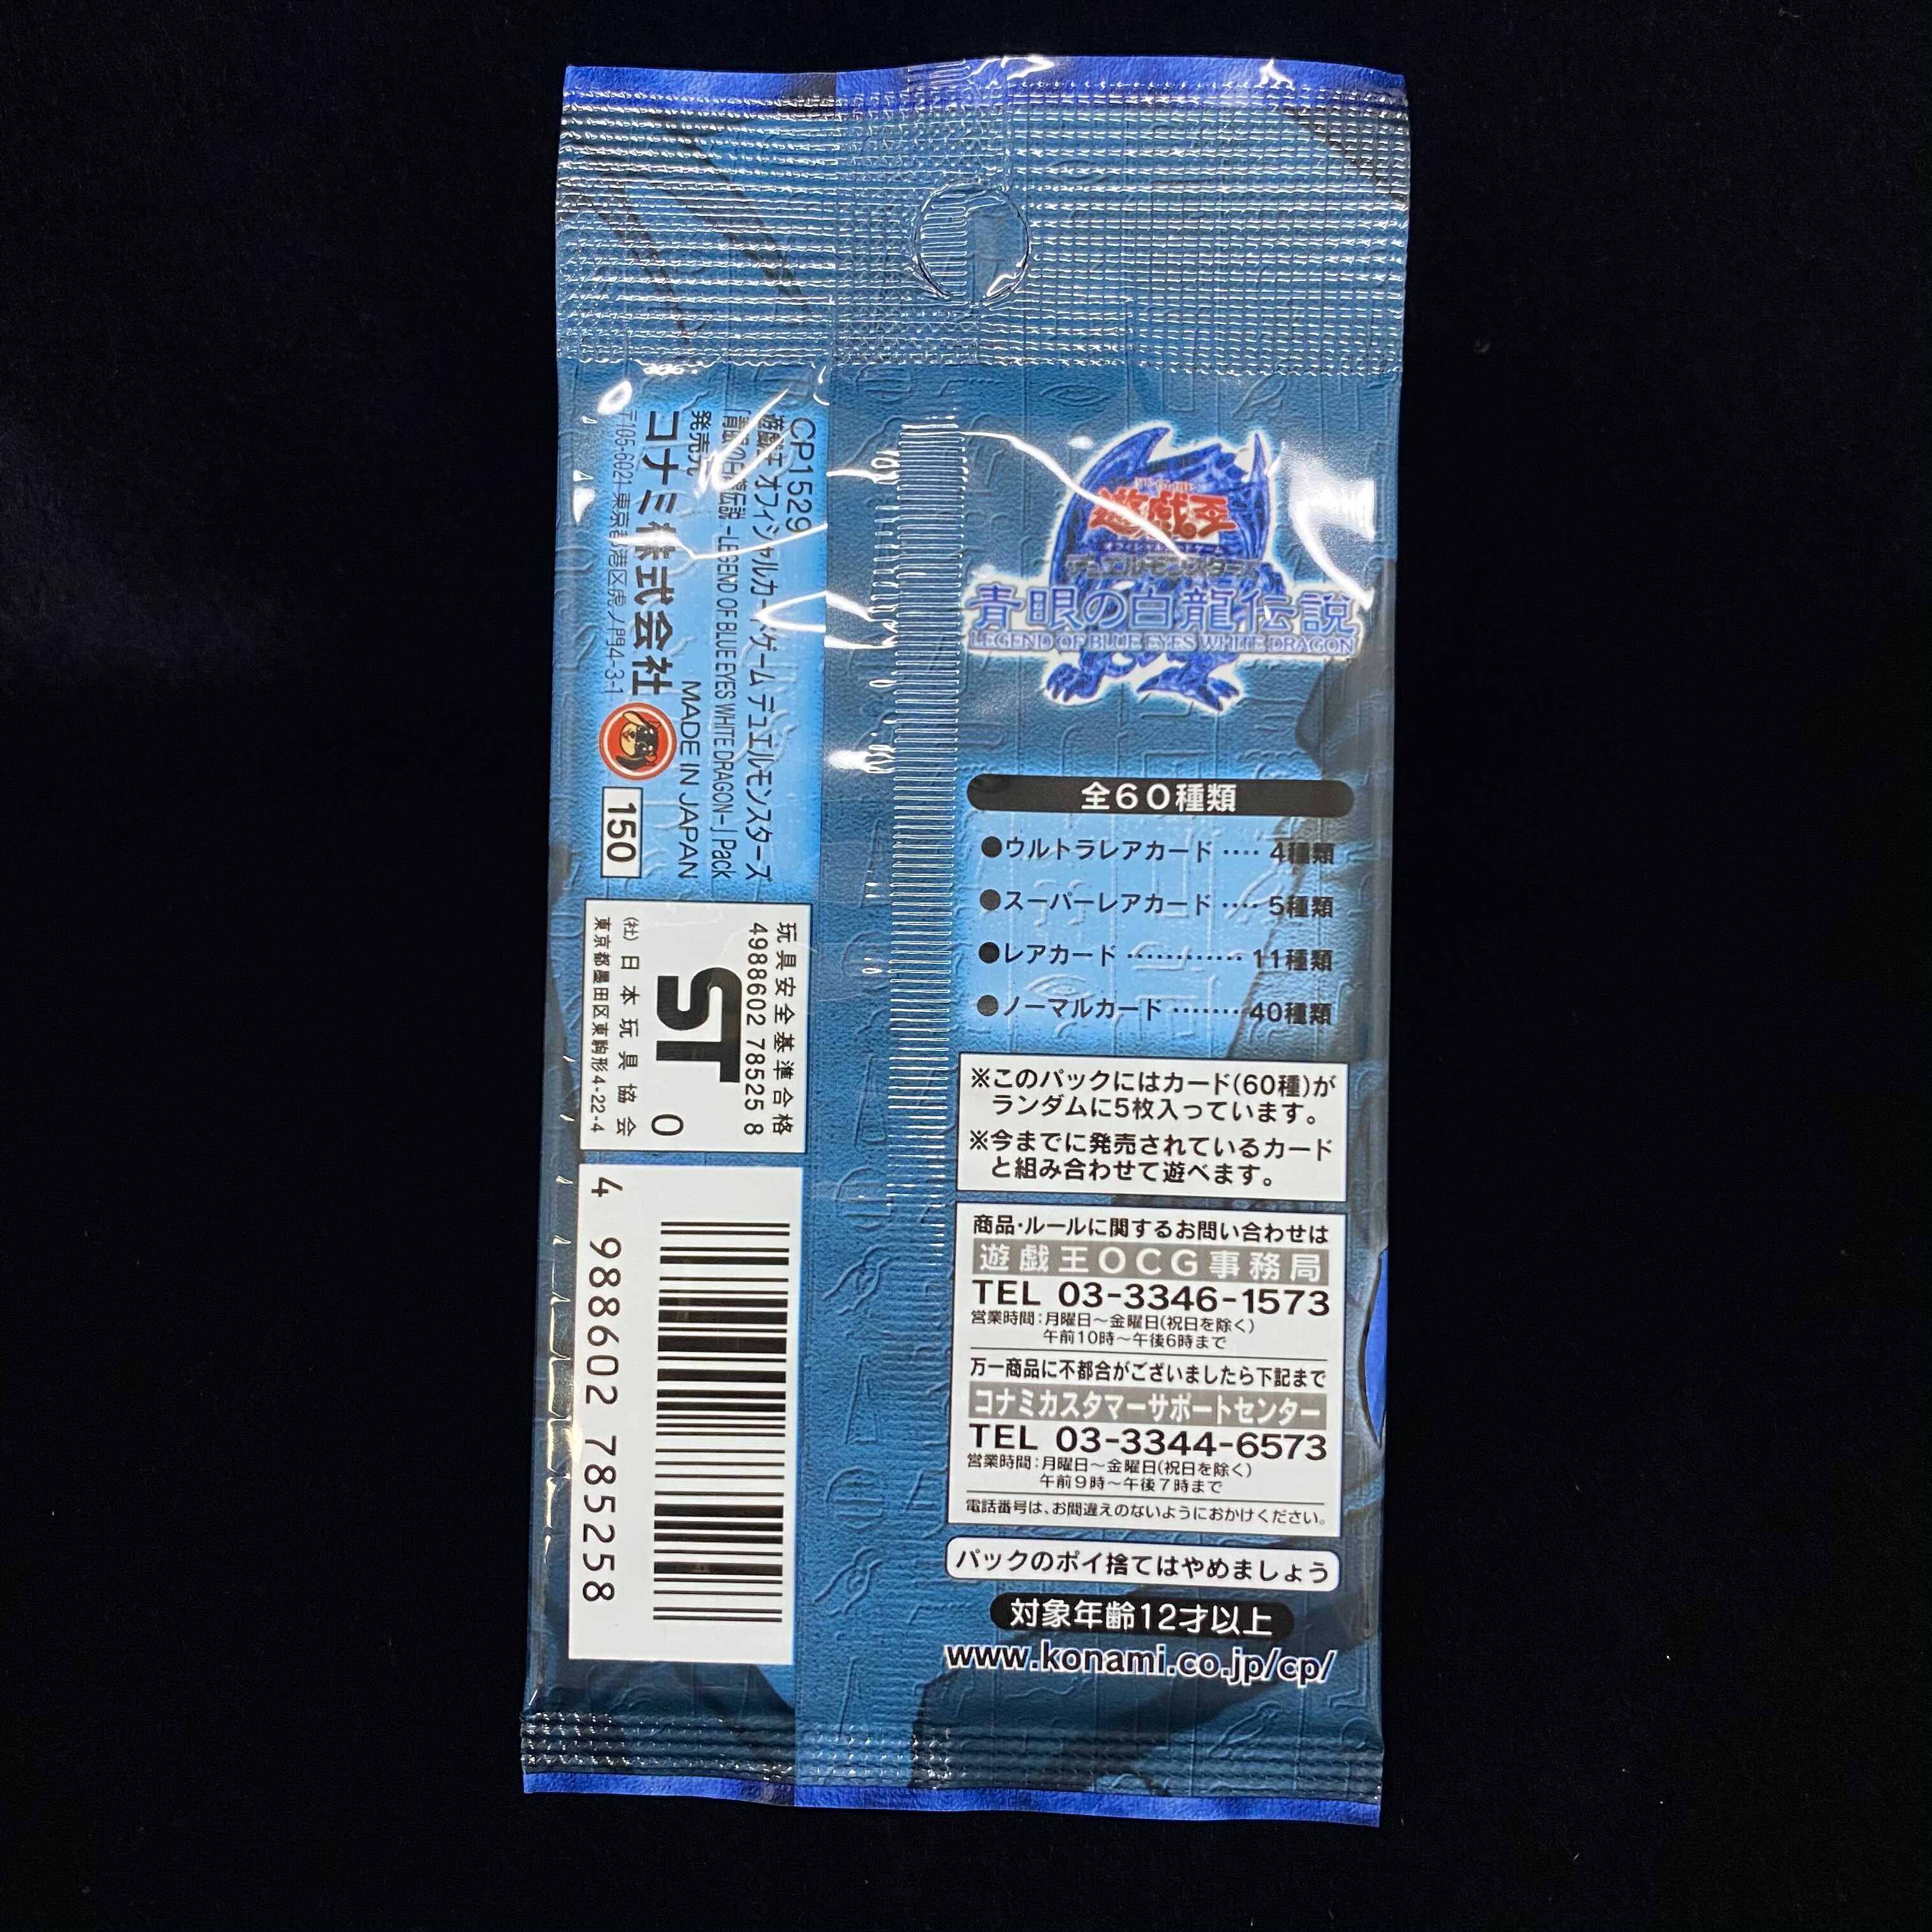 遊戯王
オフィシャルカードゲーム
デュエルモンスターズ
青眼の白龍伝説
LEGEND OF BLUE EYES WHITE DRAGON
全60種類
●ウルトラレアカード ‥‥ 4種類
●スーパーレアカード ‥‥ 5種類
●レアカード ‥‥‥‥‥‥ 11種類
●ノーマルカード ‥‥‥‥ 40種類
※このパックにはカード(60種)が
ランダムに5枚入っています。
※今までに発売されているカード
と組み合わせて遊べます。
商品・ルールに関するお問い合わせは
遊戯王OCG事務局
TEL 03-3346-1573
営業時間:月曜日～金曜日(祝日を除く)
午前10時～午後6時まで
万一商品に不都合がございましたら下記まで
コナミカスタマーサポートセンター
TEL 03-3344-6573
営業時間:月曜日～金曜日(祝日を除く)
午前9時～午後7時まで
電話番号は、お間違えのないようにおかけください。
パックのポイ捨てはやめましょう
対象年齢12才以上
www.konami.co.jp/cp/
CP1529
遊戯王 オフィシャルカードゲーム デュエルモンスターズ
「青眼の白龍伝説 -LEGEND OF BLUE EYES WHITE DRAGON-」Pack
発売元 MADE IN JAPAN
コナミ株式会社
〒105-6021 東京都港区虎ノ門4-3-1
150
玩具安全基準合格
4988602 78525 8
ST
0
(社)日本玩具協会
東京都墨田区東駒形4-22-4
4 988602 785258